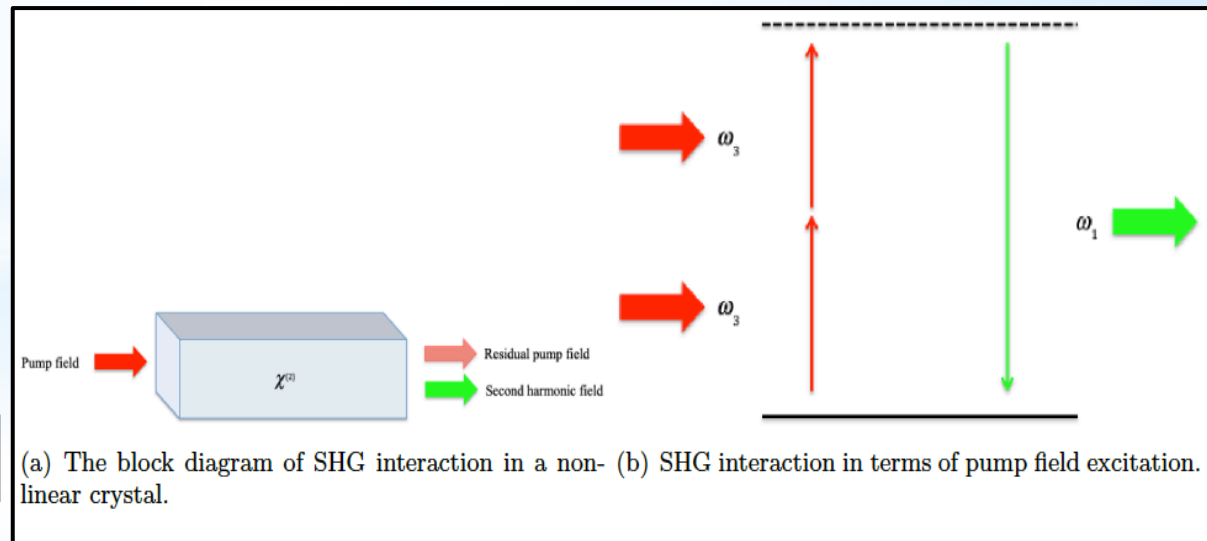 ω₃
ω₃
ω₁
Pump field
χ⁽²⁾
Residual pump field
Second harmonic field
(a) The block diagram of SHG interaction in a non-
linear crystal.
(b) SHG interaction in terms of pump field excitation.